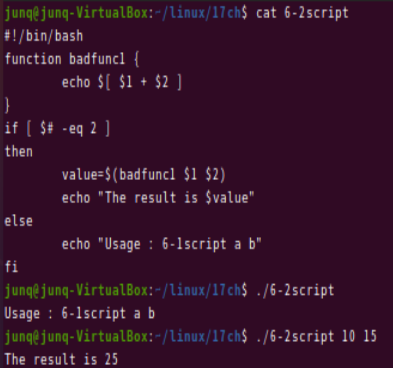 junq@junq-VirtualBox:~/linux/17ch$ cat 6-2script
#!/bin/bash
function badfunc1 {
        echo $[ $1 + $2 ]
}
if [ $# -eq 2 ]
then
        value=$(badfunc1 $1 $2)
        echo "The result is $value"
else
        echo "Usage : 6-1script a b"
fi
junq@junq-VirtualBox:~/linux/17ch$ ./6-2script
Usage : 6-1script a b
junq@junq-VirtualBox:~/linux/17ch$ ./6-2script 10 15
The result is 25